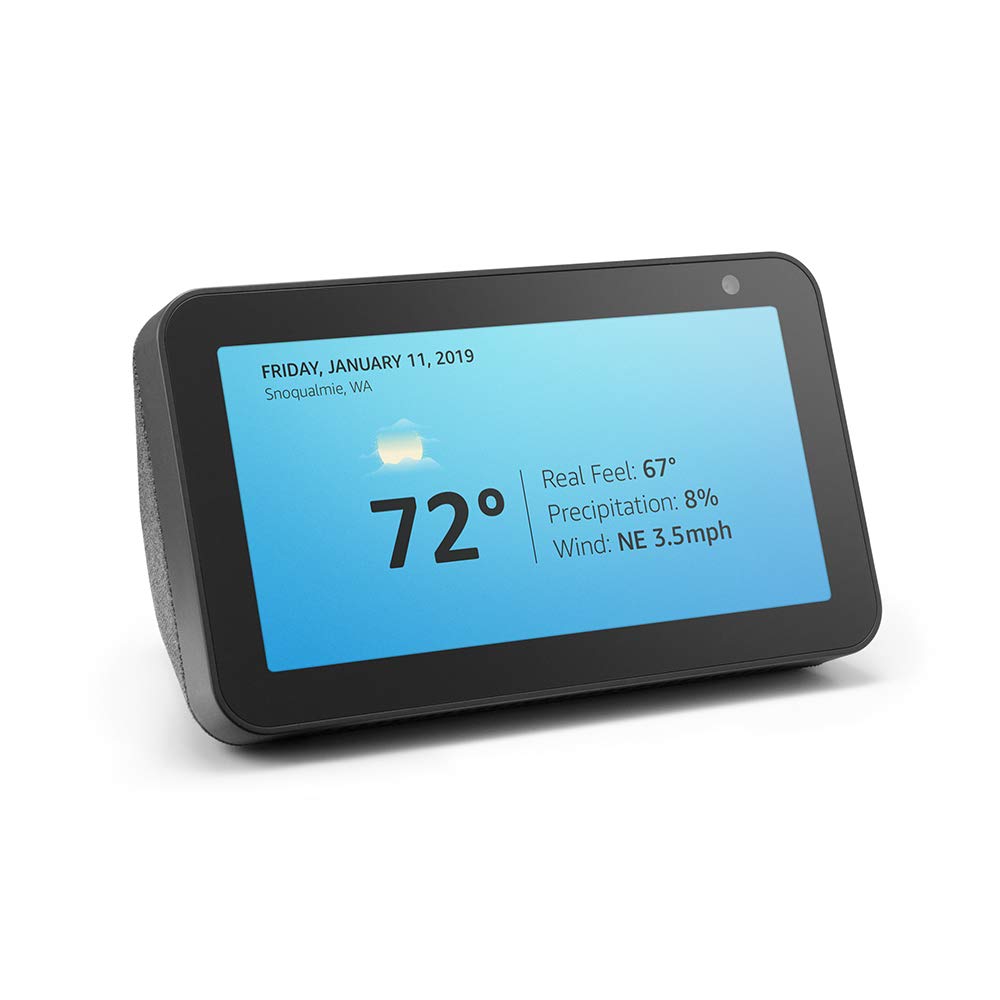 FRIDAY, JANUARY 11, 2019
Snoqualmie, WA
72°
Real Feel: 67°
Precipitation: 8%
Wind: NE 3.5mph